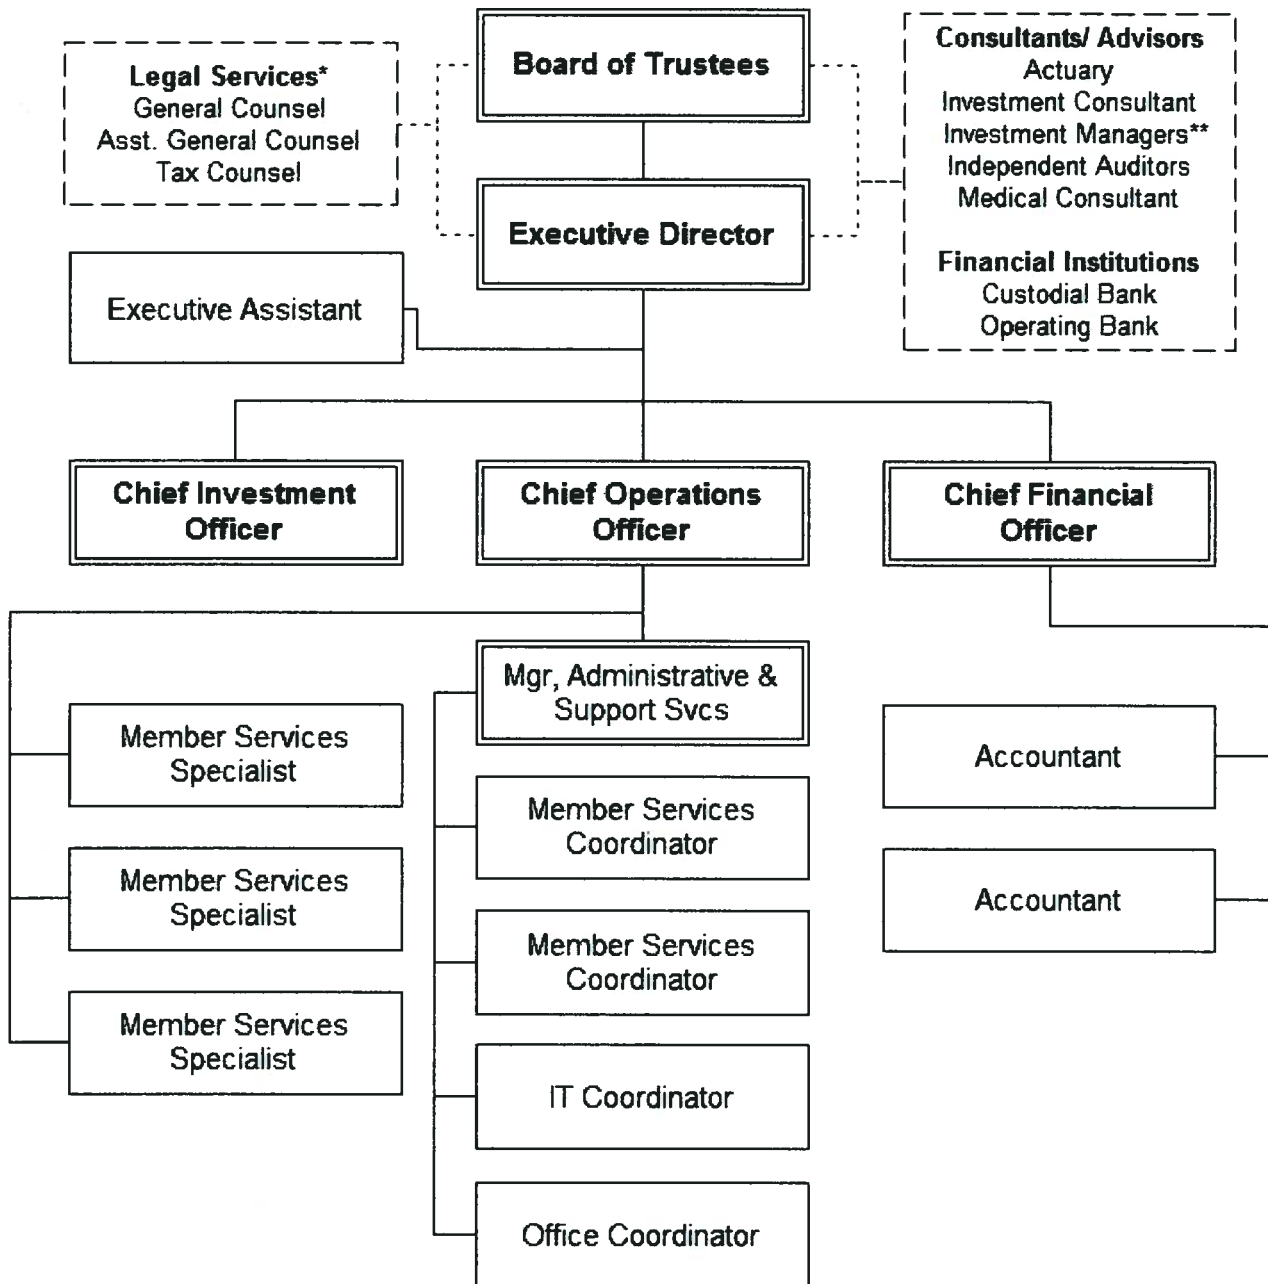 Board of Trustees
Legal Services*
General Counsel
Asst. General Counsel
Tax Counsel
Consultants/ Advisors
Actuary
Investment Consultant
Investment Managers**
Independent Auditors
Medical Consultant
Financial Institutions
Custodial Bank
Operating Bank
Executive Director
Executive Assistant
Chief Investment
Officer
Chief Operations
Officer
Chief Financial
Officer
Mgr, Administrative &
Support Svcs
Member Services
Specialist
Member Services
Specialist
Member Services
Specialist
Member Services
Coordinator
Member Services
Coordinator
IT Coordinator
Office Coordinator
Accountant
Accountant